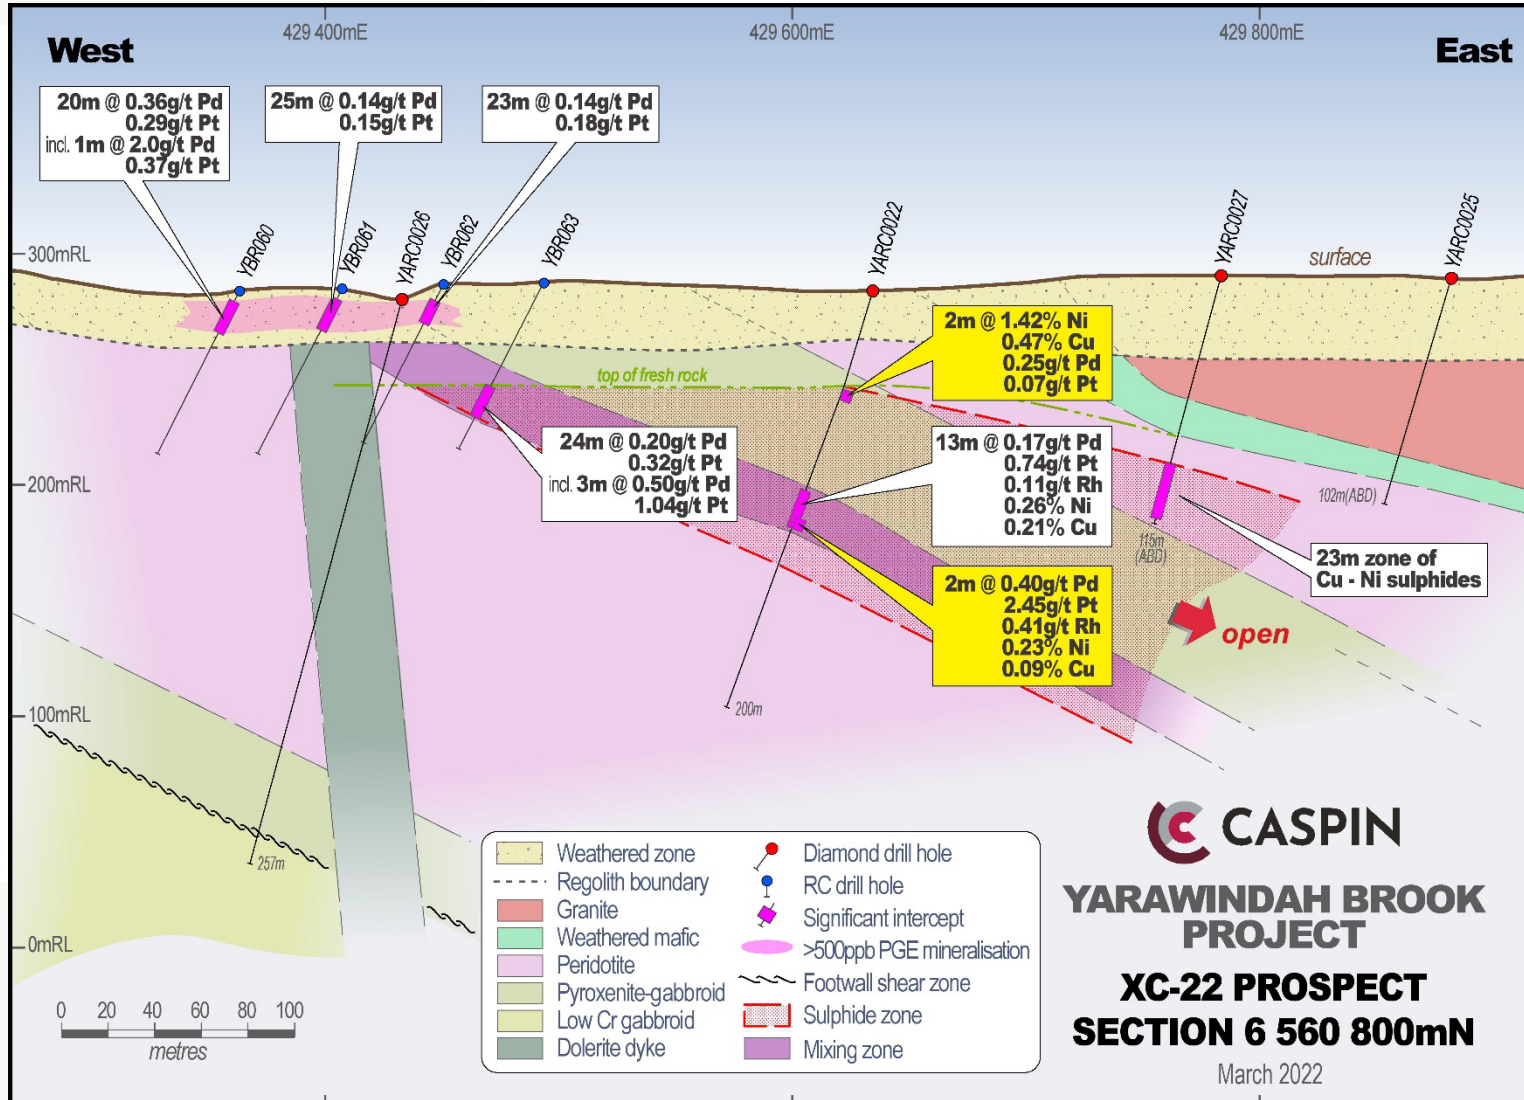 429 400mE
429 600mE
429 800mE
West
East
20m @ 0.36g/t Pd
0.29g/t Pt
incl. 1m @ 2.0g/t Pd
0.37g/t Pt
25m @ 0.14g/t Pd
0.15g/t Pt
23m @ 0.14g/t Pd
0.18g/t Pt
YBR060
YBR061
YARC0026
YBR062
YBR063
YARC0022
YARC0027
YARC0025
300mRL
surface
2m @ 1.42% Ni
0.47% Cu
0.25g/t Pd
0.07g/t Pt
top of fresh rock
24m @ 0.20g/t Pd
0.32g/t Pt
incl. 3m @ 0.50g/t Pd
1.04g/t Pt
13m @ 0.17g/t Pd
0.74g/t Pt
0.11g/t Rh
0.26% Ni
0.21% Cu
200mRL
102m(ABD)
115m
(ABD)
23m zone of
Cu - Ni sulphides
2m @ 0.40g/t Pd
2.45g/t Pt
0.41g/t Rh
0.23% Ni
0.09% Cu
open
200m
100mRL
257m
0mRL
0 20 40 60 80 100
metres
Weathered zone
Regolith boundary
Granite
Weathered mafic
Peridotite
Pyroxenite-gabbroid
Low Cr gabbroid
Dolerite dyke
Diamond drill hole
RC drill hole
Significant intercept
>500ppb PGE mineralisation
Footwall shear zone
Sulphide zone
Mixing zone
CASPIN
YARAWINDAH BROOK
PROJECT
XC-22 PROSPECT
SECTION 6 560 800mN
March 2022